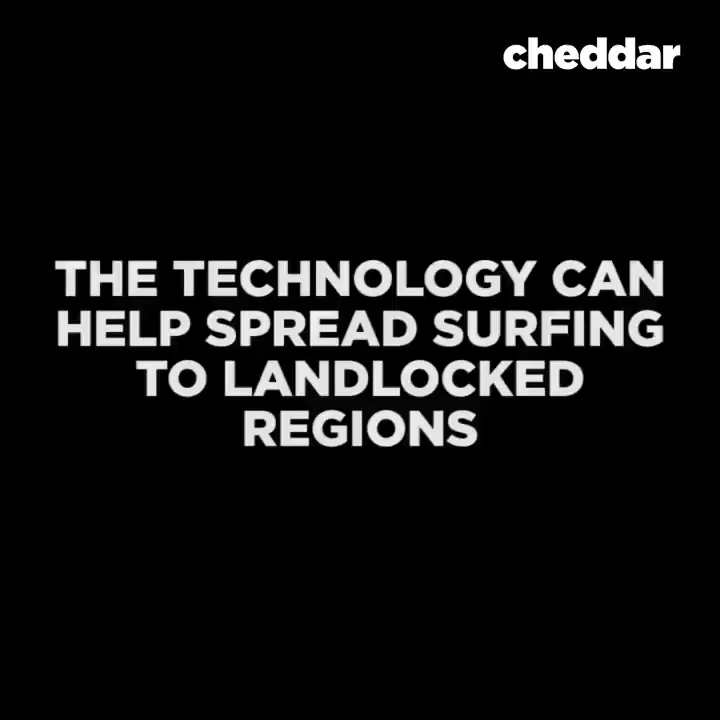 cheddar
THE TECHNOLOGY CAN
HELP SPREAD SURFING
TO LANDLOCKED
REGIONS